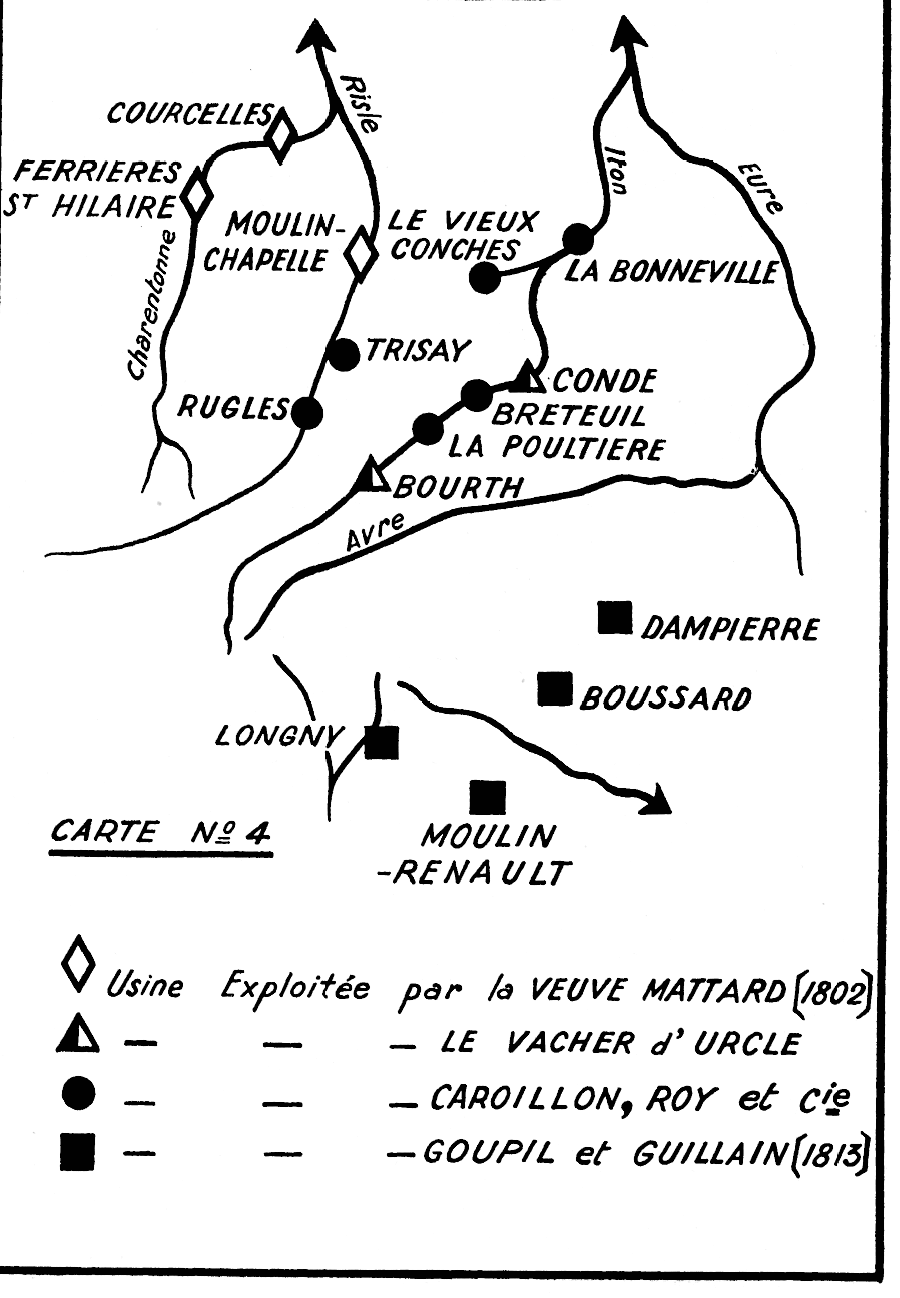 Risle
COURCELLES
Iton
Eure
FERRIERES
ST HILAIRE
MOULIN-
CHAPELLE
LE VIEUX
CONCHES
LA BONNEVILLE
Charentonne
TRISAY
CONDE
RUGLES
BRETEUIL
LA POULTIERE
BOURTH
Avre
DAMPIERRE
BOUSSARD
LONGNY
CARTE Nº 4
MOULIN
-RENAULT
Usine Exploitée par la VEUVE MATTARD (1802)
— — — LE VACHER d'URCLE
— — — CAROILLON, ROY et Cie
— — — GOUPIL et GUILLAIN (1813)